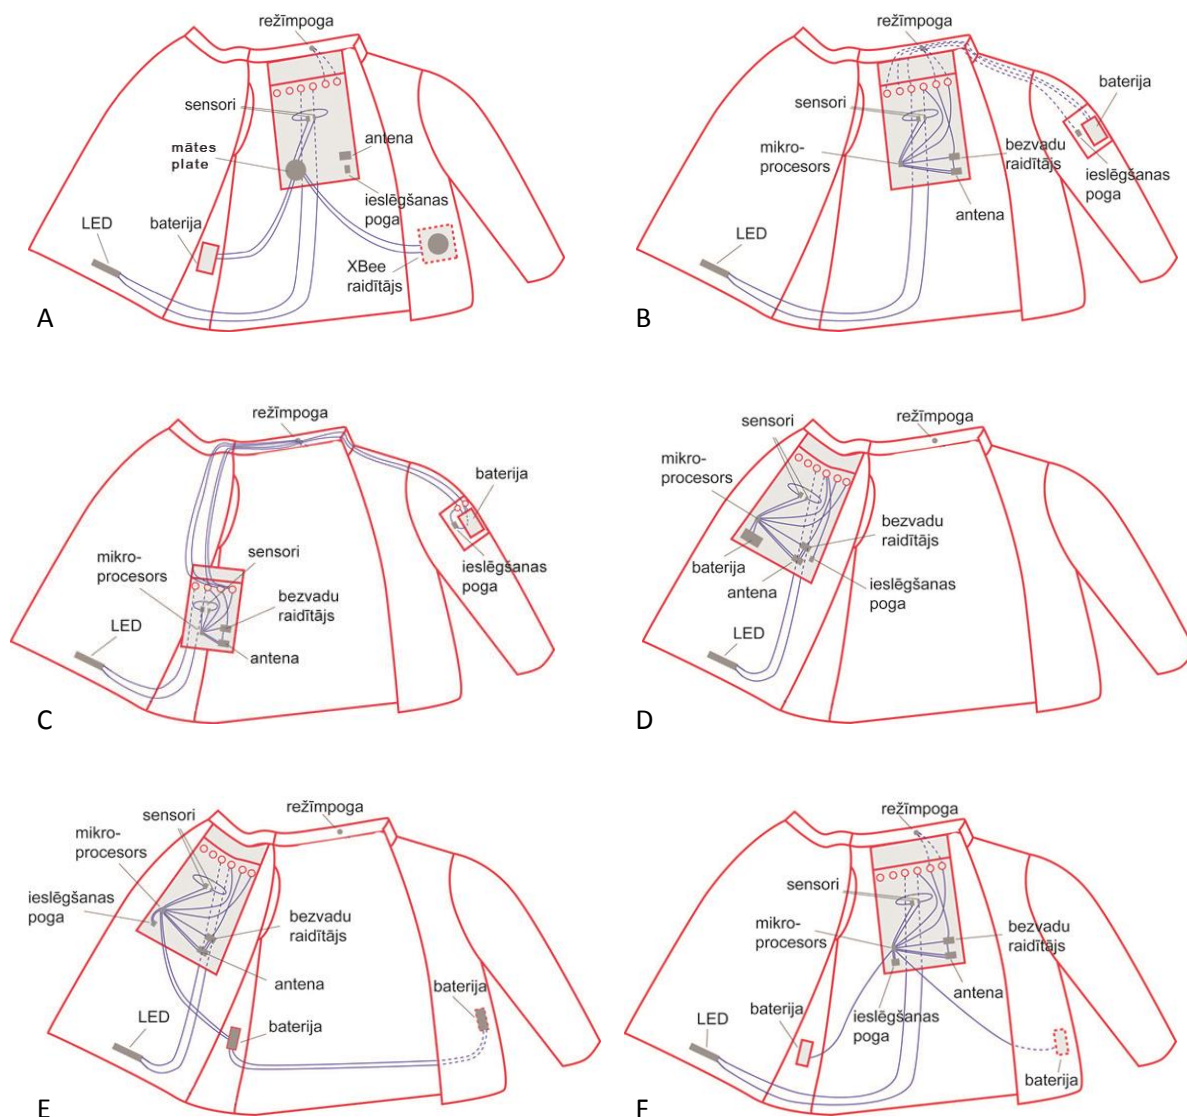 režīmpoga
sensori
antena
mātes
plate
ieslēgšanas
poga
LED
baterija
XBee
raidītājs
A
režīmpoga
baterija
sensori
mikro-
procesors
bezvadu
raidītājs
ieslēgšanas
poga
antena
LED
B
režīmpoga
baterija
mikro-
procesors
sensori
ieslēgšanas
poga
bezvadu
raidītājs
LED
antena
C
režīmpoga
sensori
mikro-
procesors
bezvadu
raidītājs
baterija
antena
ieslēgšanas
poga
LED
D
režīmpoga
sensori
mikro-
procesors
ieslēgšanas
poga
bezvadu
raidītājs
antena
baterija
LED
baterija
E
režīmpoga
sensori
mikro-
procesors
bezvadu
raidītājs
antena
baterija
ieslēgšanas
poga
LED
baterija
F